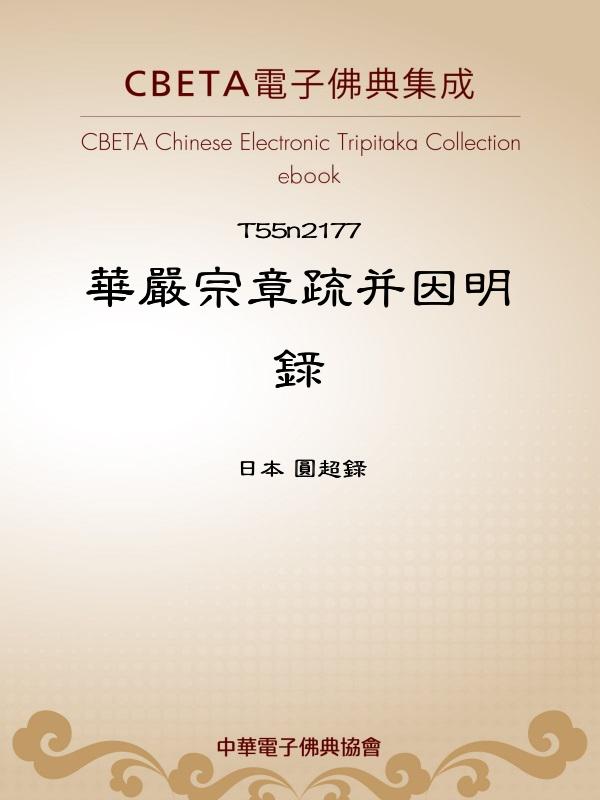 CBETA電子佛典集成
CBETA Chinese Electronic Tripitaka Collection
ebook
T55n2177
華嚴宗章疏并因明
錄
日本 圓超錄
中華電子佛典協會